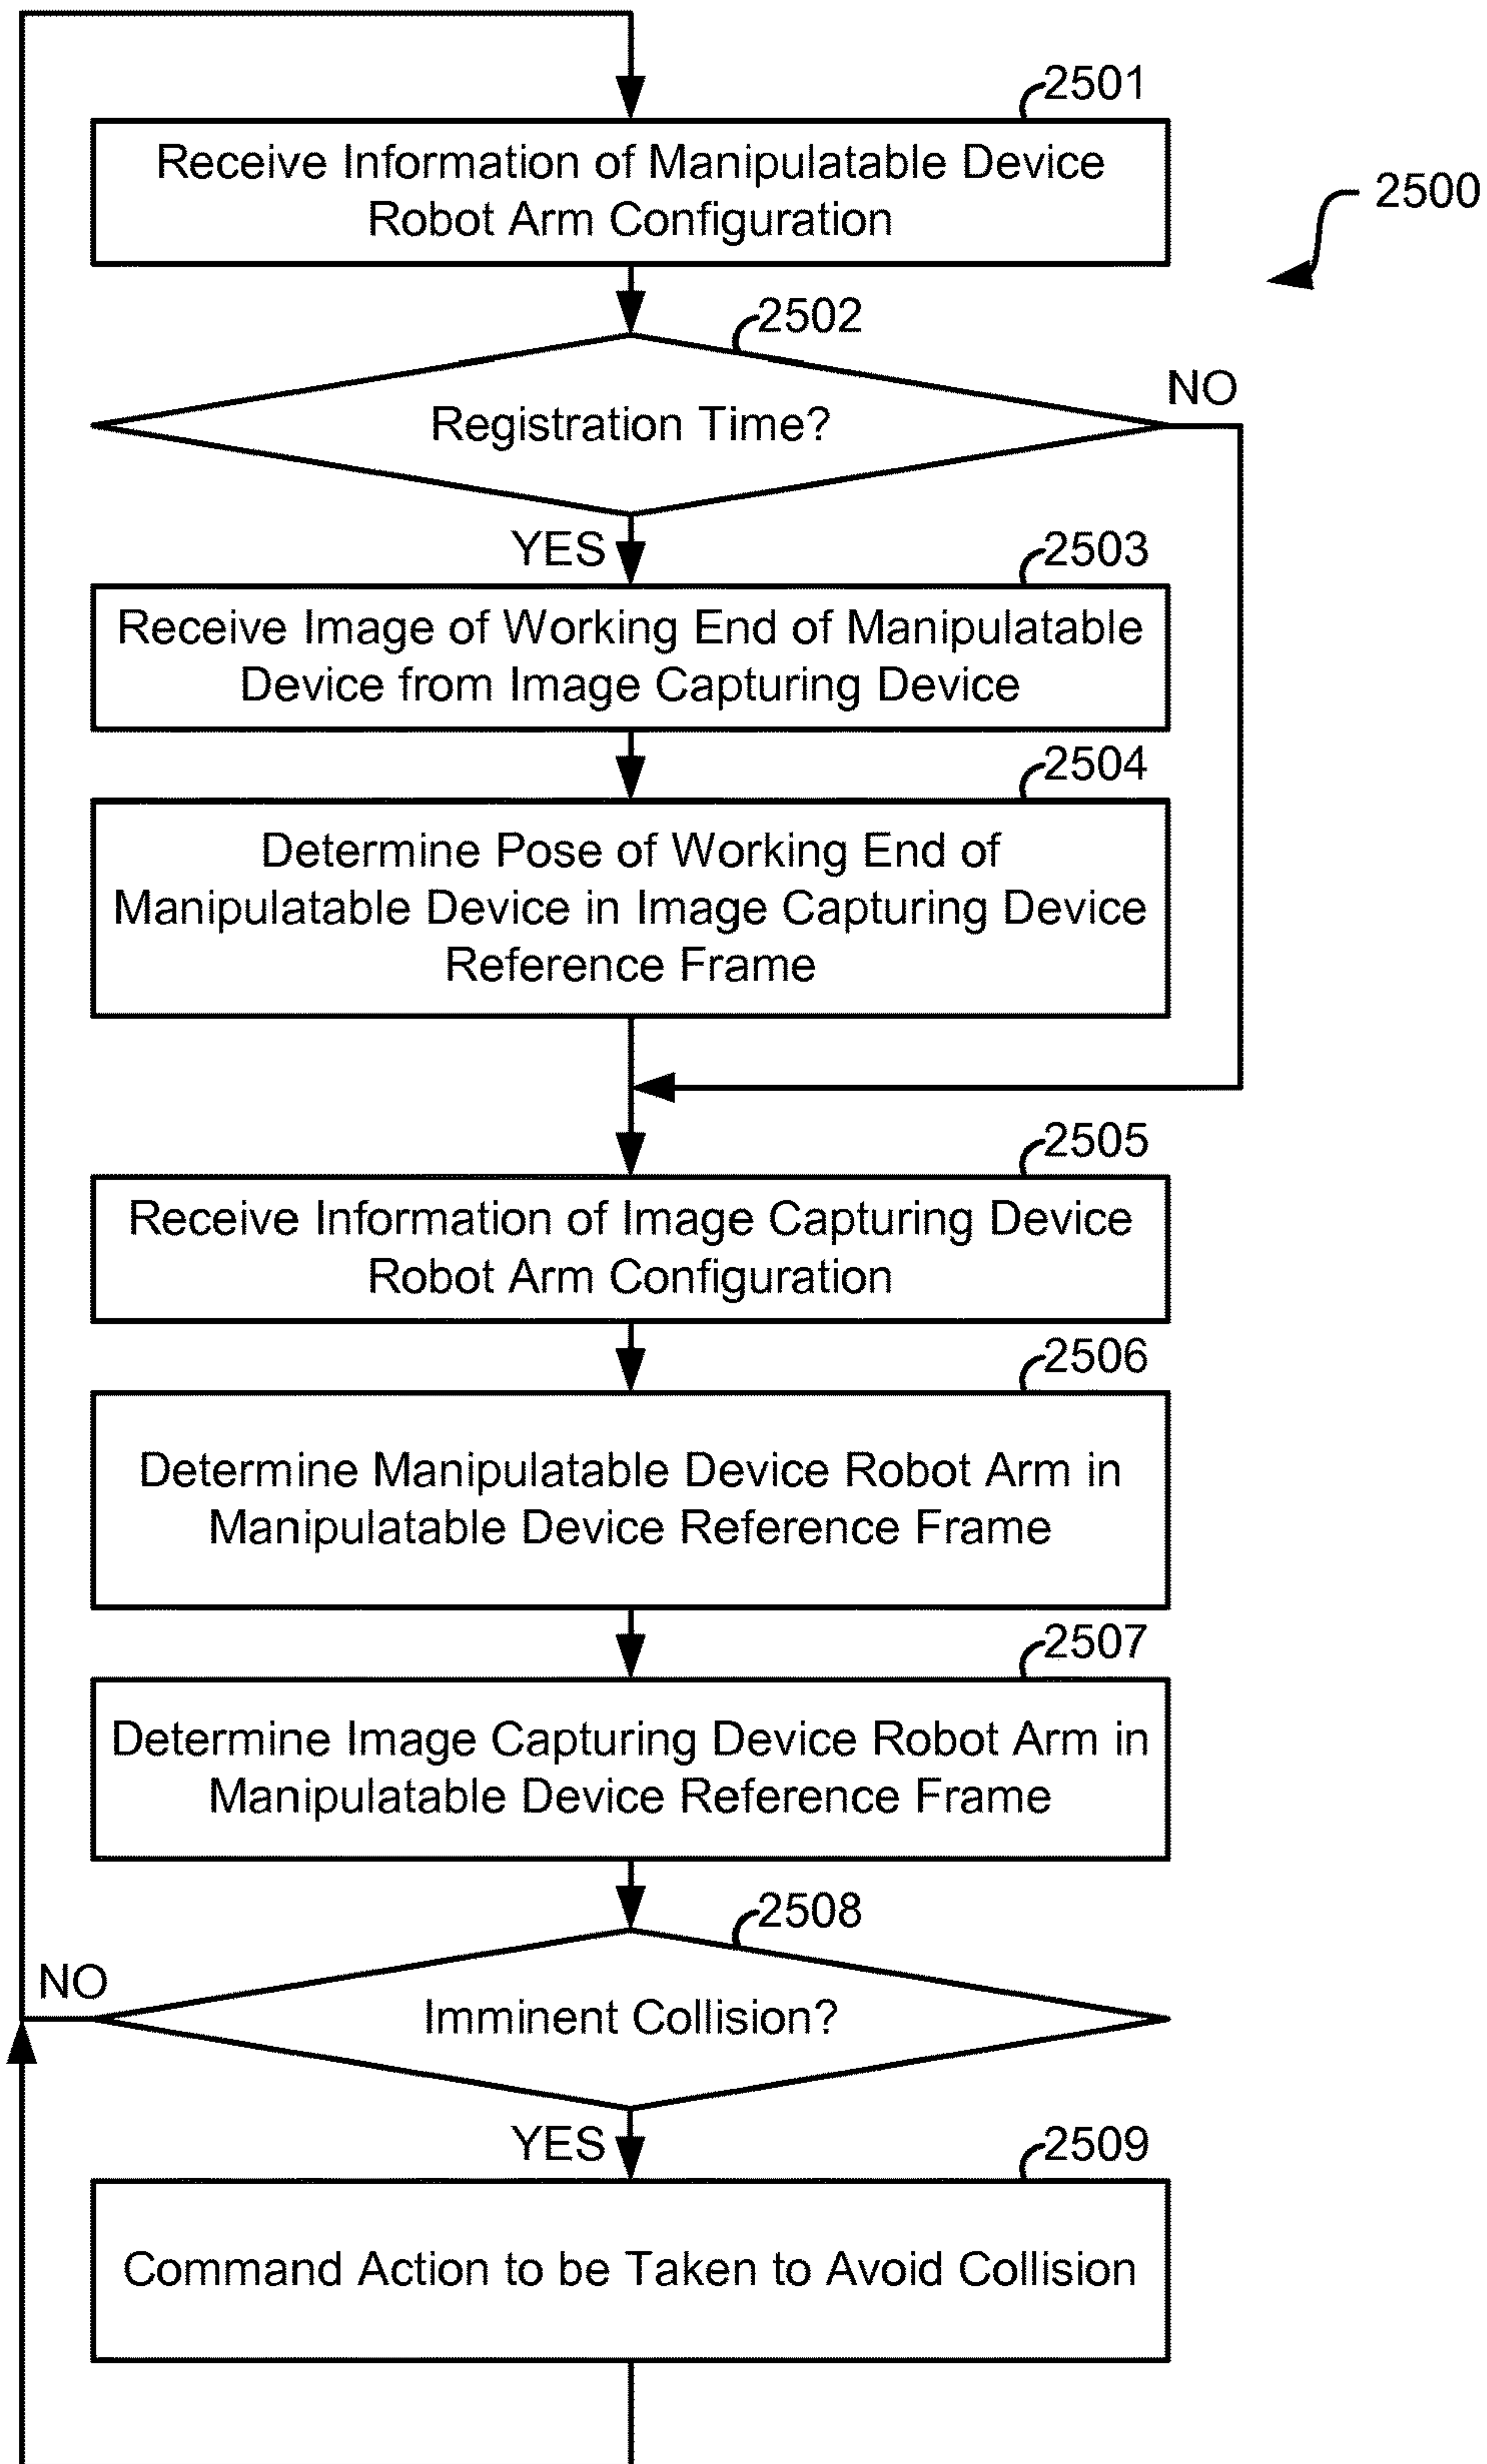 2501
Receive Information of Manipulatable Device
Robot Arm Configuration
2500
2502
NO
Registration Time?
YES
2503
Receive Image of Working End of Manipulatable
Device from Image Capturing Device
2504
Determine Pose of Working End of
Manipulatable Device in Image Capturing Device
Reference Frame
2505
Receive Information of Image Capturing Device
Robot Arm Configuration
2506
Determine Manipulatable Device Robot Arm in
Manipulatable Device Reference Frame
2507
Determine Image Capturing Device Robot Arm in
Manipulatable Device Reference Frame
2508
NO
Imminent Collision?
YES
2509
Command Action to be Taken to Avoid Collision